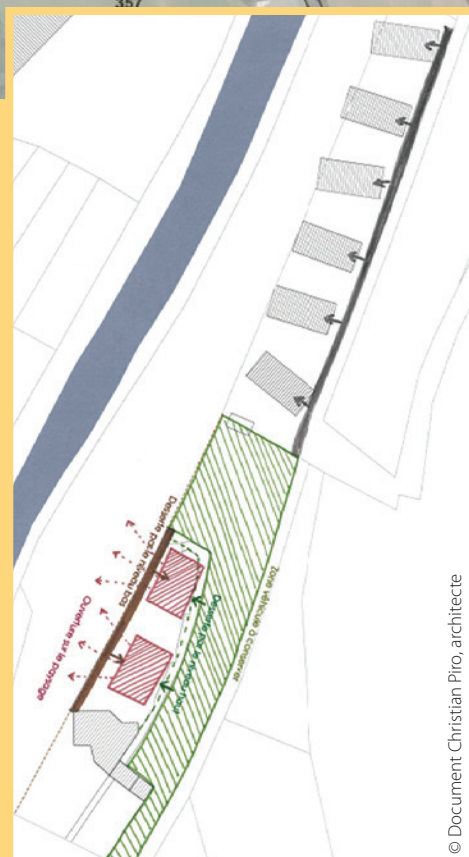 35
Desserte par le niveau bas
Ouverture sur le paysage
Desserte par le niveau haut
Zone végétale à conserver
© Document Christian Piro, architecte